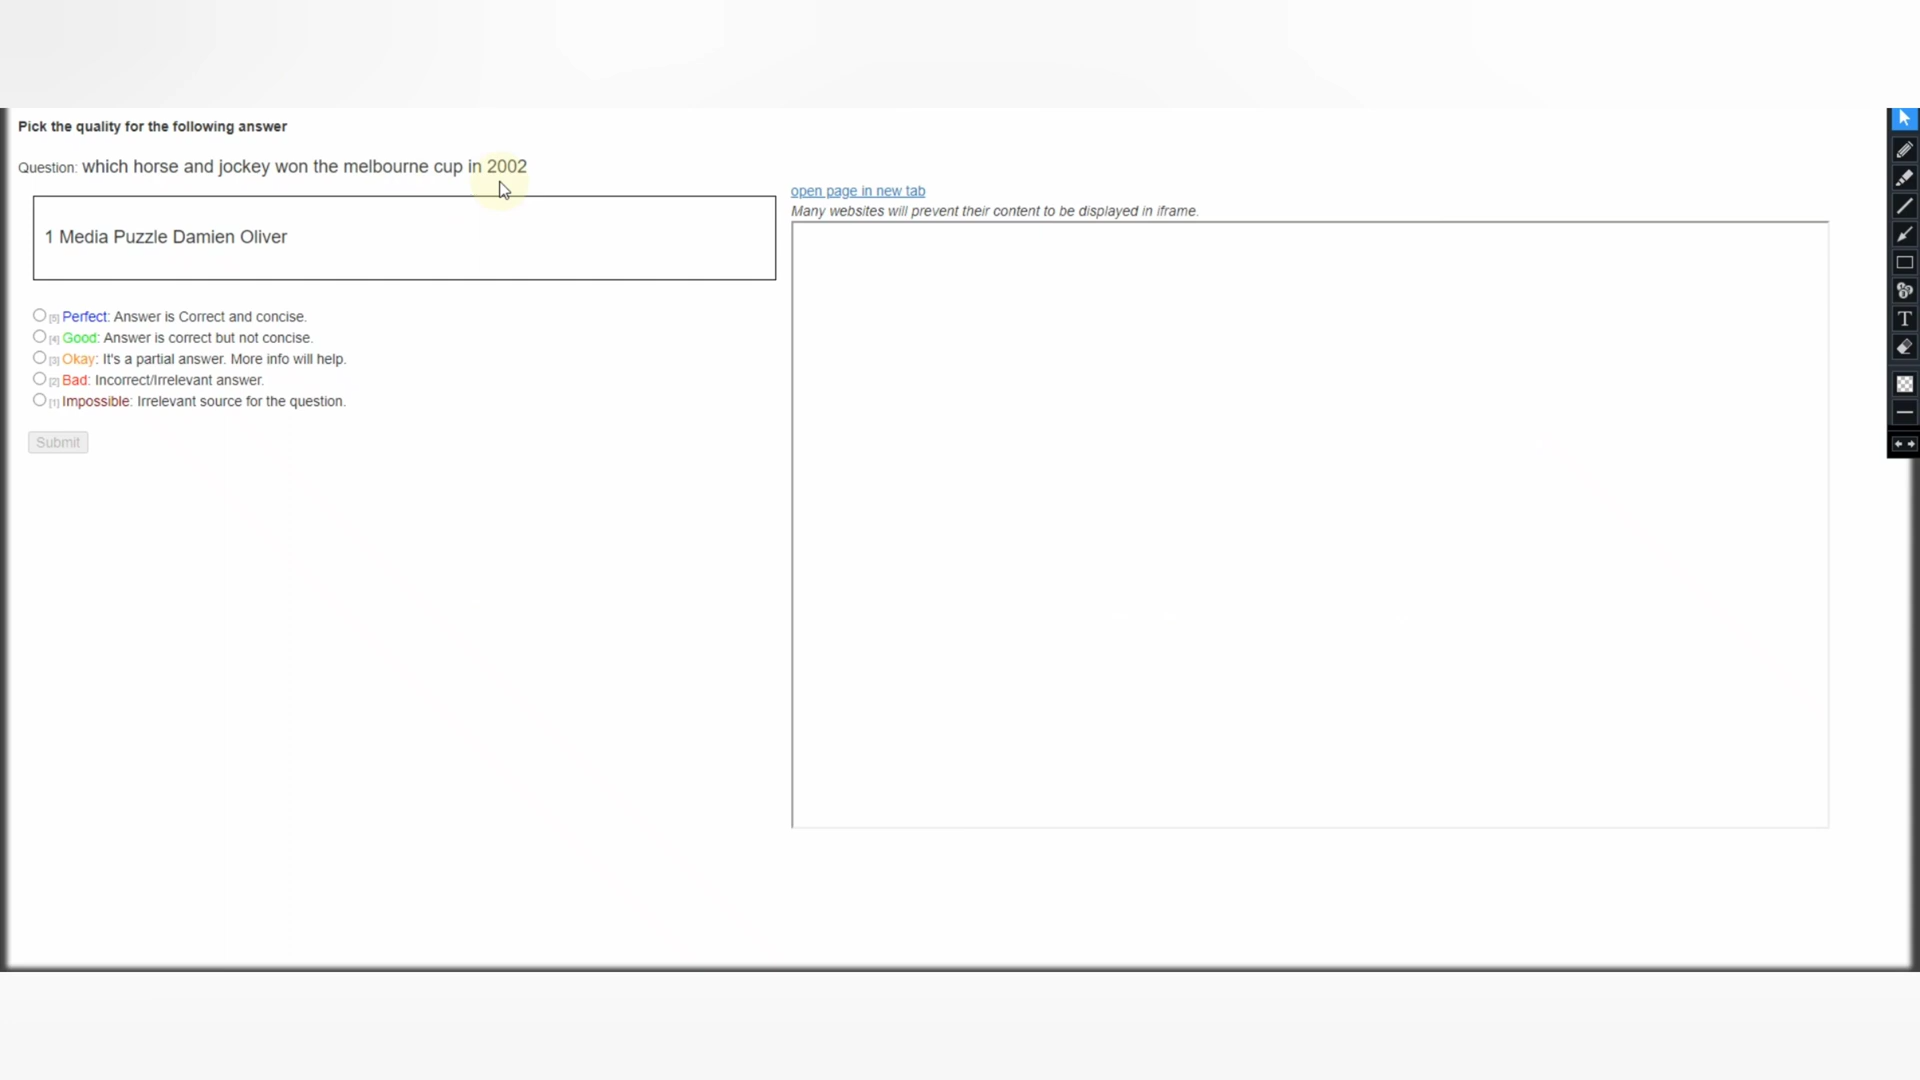 Pick the quality for the following answer
Question: which horse and jockey won the melbourne cup in 2002
open page in new tab
Many websites will prevent their content to be displayed in iframe.
1 Media Puzzle Damien Oliver
[5] Perfect: Answer is Correct and concise.
[4] Good: Answer is correct but not concise.
[3] Okay: It's a partial answer. More info will help.
[2] Bad: Incorrect/Irrelevant answer.
[1] Impossible: Irrelevant source for the question.
Submit
T